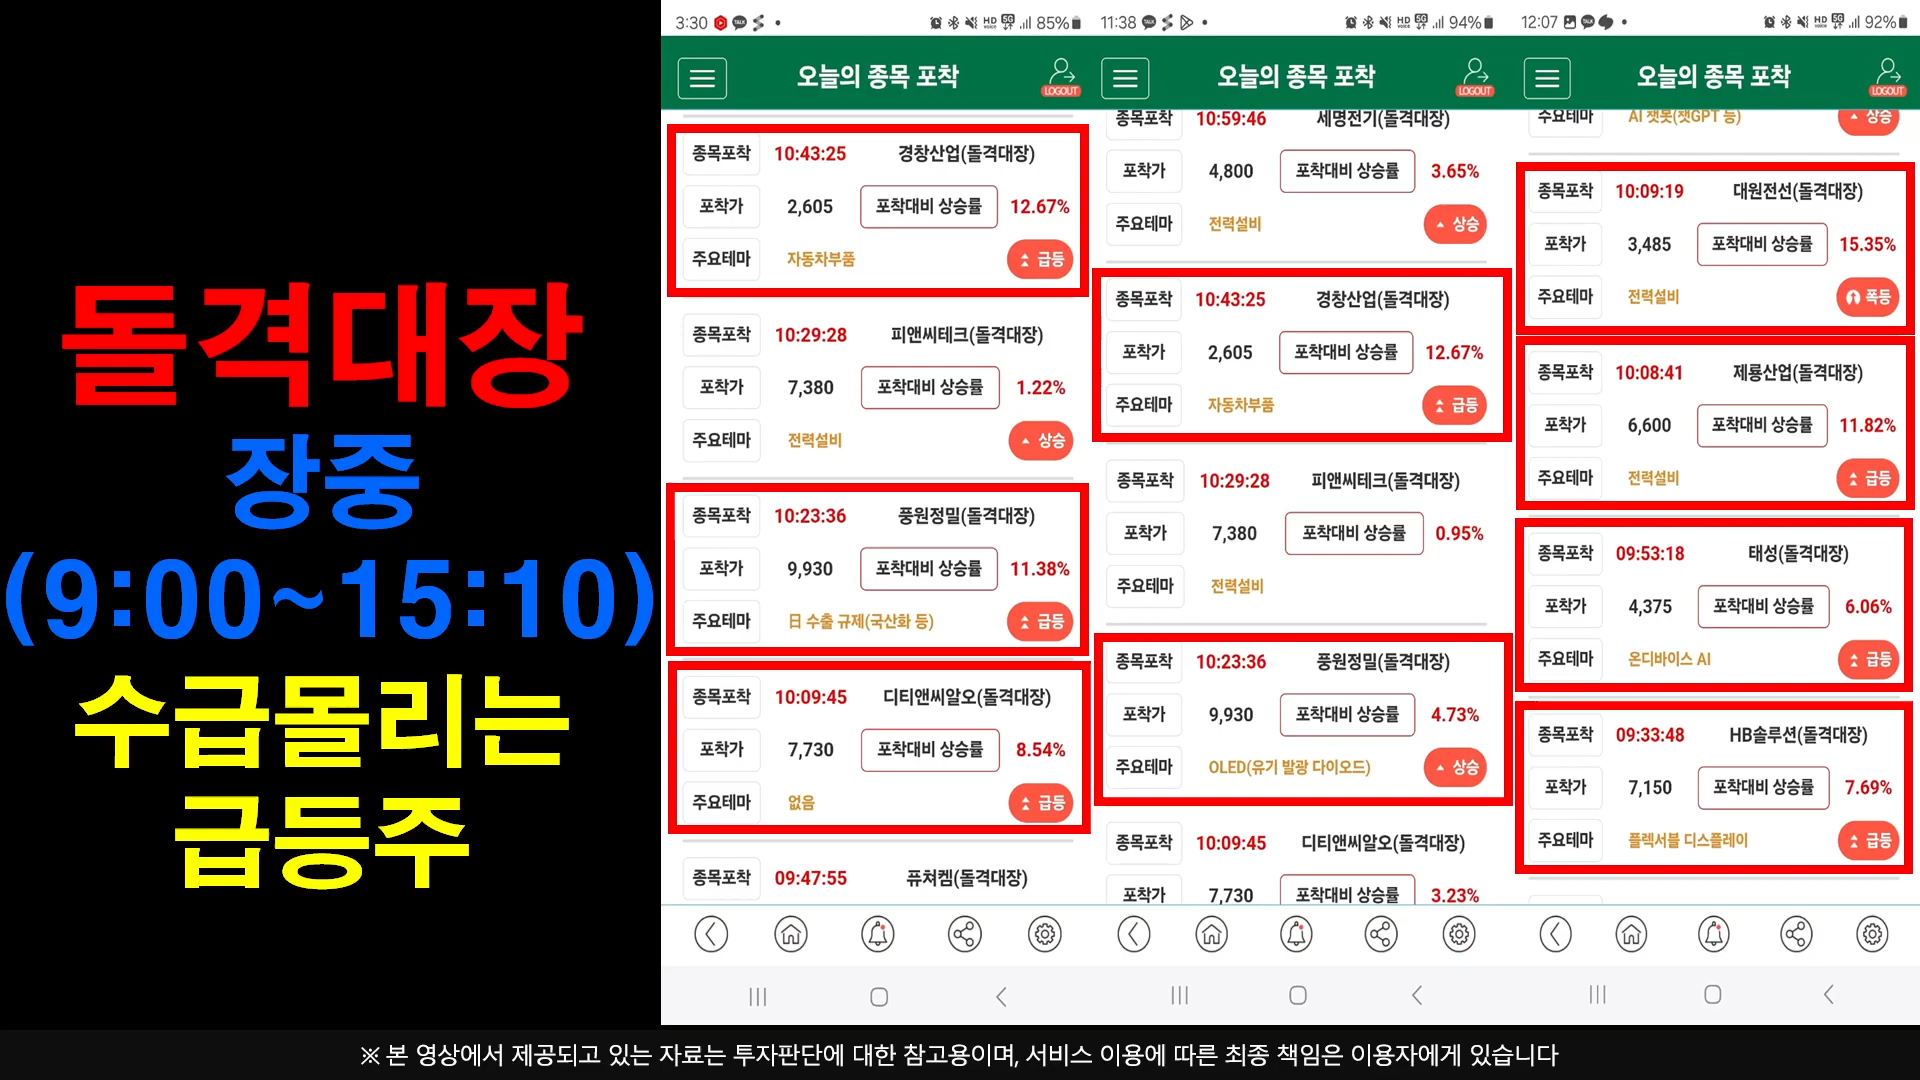 돌격대장
장중
(9:00~15:10)
수급몰리는
급등주
3:30 85%
오늘의 종목 포착
LOGOUT
종목포착 10:43:25 경창산업(돌격대장)
포착가 2,605 포착대비 상승률 12.67%
주요테마 자동차부품 급등
종목포착 10:29:28 피앤씨테크(돌격대장)
포착가 7,380 포착대비 상승률 1.22%
주요테마 전력설비 상승
종목포착 10:23:36 풍원정밀(돌격대장)
포착가 9,930 포착대비 상승률 11.38%
주요테마 日 수출 규제(국산화 등) 급등
종목포착 10:09:45 디티앤씨알오(돌격대장)
포착가 7,730 포착대비 상승률 8.54%
주요테마 없음 급등
종목포착 09:47:55 퓨쳐켐(돌격대장)
11:38 94%
오늘의 종목 포착
LOGOUT
종목포착 10:59:46 세명전기(돌격대장)
포착가 4,800 포착대비 상승률 3.65%
주요테마 전력설비 상승
종목포착 10:43:25 경창산업(돌격대장)
포착가 2,605 포착대비 상승률 12.67%
주요테마 자동차부품 급등
종목포착 10:29:28 피앤씨테크(돌격대장)
포착가 7,380 포착대비 상승률 0.95%
주요테마 전력설비
종목포착 10:23:36 풍원정밀(돌격대장)
포착가 9,930 포착대비 상승률 4.73%
주요테마 OLED(유기 발광 다이오드) 상승
종목포착 10:09:45 디티앤씨알오(돌격대장)
포착가 7,730 포착대비 상승률 3.23%
12:07 92%
오늘의 종목 포착
LOGOUT
주요테마 AI 챗봇(챗GPT 등) 상승
종목포착 10:09:19 대원전선(돌격대장)
포착가 3,485 포착대비 상승률 15.35%
주요테마 전력설비 폭등
종목포착 10:08:41 제룡산업(돌격대장)
포착가 6,600 포착대비 상승률 11.82%
주요테마 전력설비 급등
종목포착 09:53:18 태성(돌격대장)
포착가 4,375 포착대비 상승률 6.06%
주요테마 온디바이스 AI 급등
종목포착 09:33:48 HB솔루션(돌격대장)
포착가 7,150 포착대비 상승률 7.69%
주요테마 플렉서블 디스플레이 급등
※ 본 영상에서 제공되고 있는 자료는 투자판단에 대한 참고용이며, 서비스 이용에 따른 최종 책임은 이용자에게 있습니다